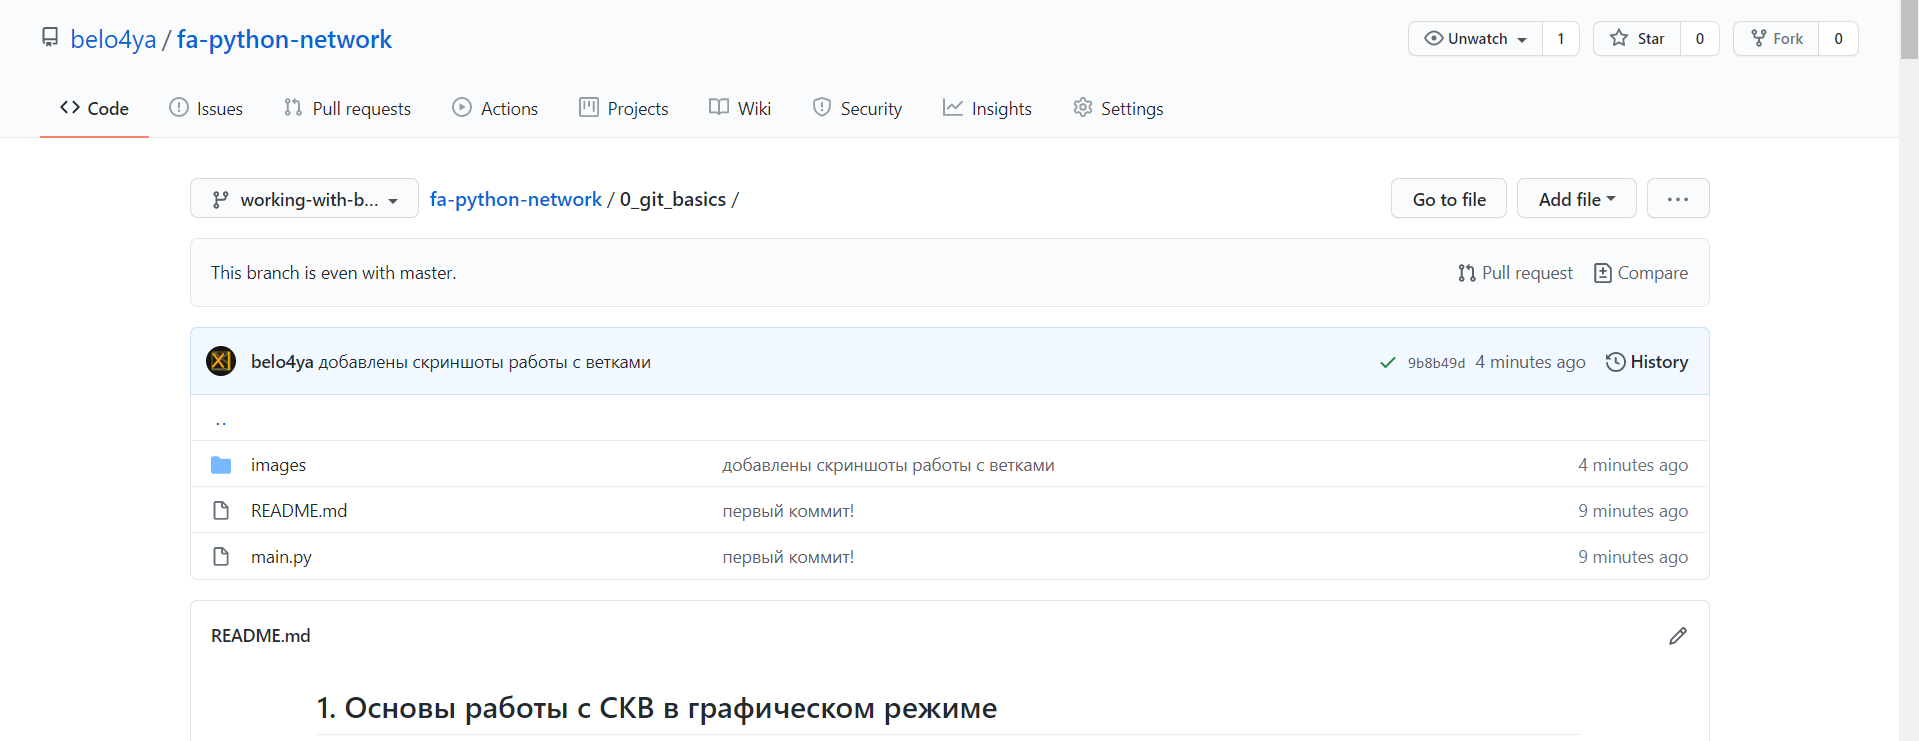 belo4ya / fa-python-network
Unwatch 1 Star 0 Fork 0
Code Issues Pull requests Actions Projects Wiki Security Insights Settings
working-with-b... fa-python-network / 0_git_basics / Go to file Add file ...
This branch is even with master. Pull request Compare
belo4ya добавлены скриншоты работы с ветками 9b8b49d 4 minutes ago History
..
images добавлены скриншоты работы с ветками 4 minutes ago
README.md первый коммит! 9 minutes ago
main.py первый коммит! 9 minutes ago
README.md
1. Основы работы с СКВ в графическом режиме